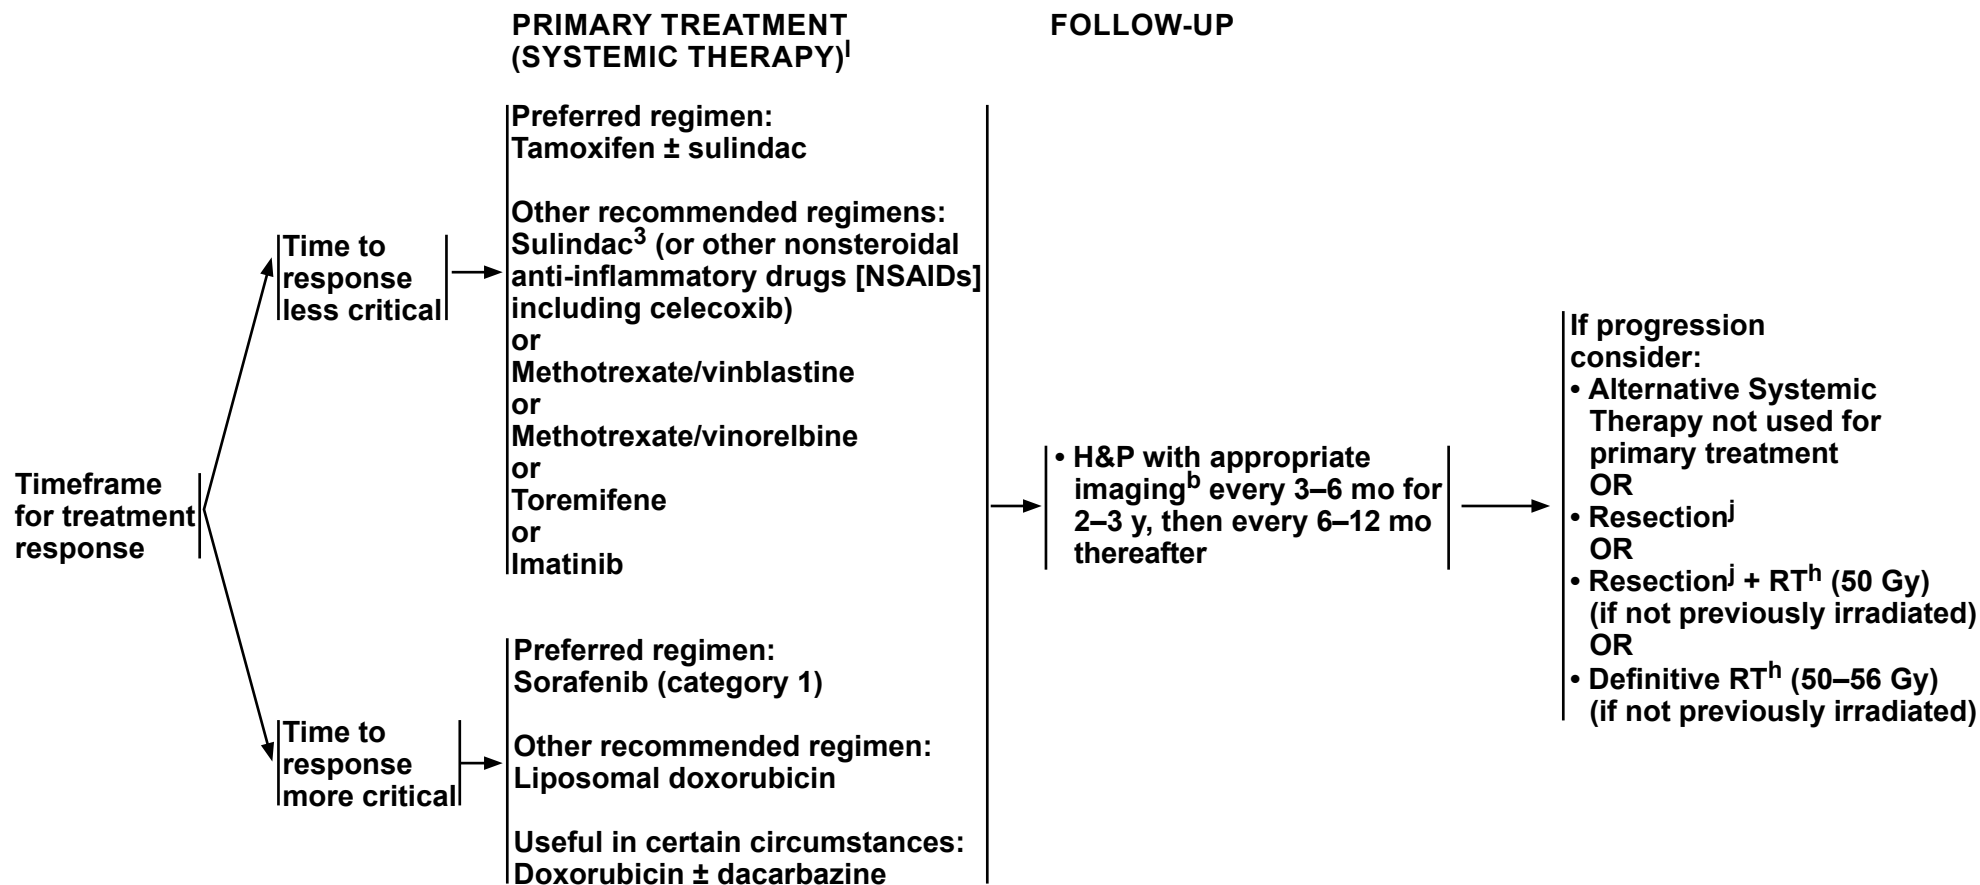 PRIMARY TREATMENT
(SYSTEMIC THERAPY)l
FOLLOW-UP
Timeframe
for treatment
response
Time to
response
less critical
Preferred regimen:
Tamoxifen ± sulindac
Other recommended regimens:
Sulindac3 (or other nonsteroidal
anti-inflammatory drugs [NSAIDs]
including celecoxib)
or
Methotrexate/vinblastine
or
Methotrexate/vinorelbine
or
Toremifene
or
Imatinib
Time to
response
more critical
Preferred regimen:
Sorafenib (category 1)
Other recommended regimen:
Liposomal doxorubicin
Useful in certain circumstances:
Doxorubicin ± dacarbazine
• H&P with appropriate
imagingb every 3–6 mo for
2–3 y, then every 6–12 mo
thereafter
If progression
consider:
• Alternative Systemic
Therapy not used for
primary treatment
OR
• Resectionj
OR
• Resectionj + RTh (50 Gy)
(if not previously irradiated)
OR
• Definitive RTh (50–56 Gy)
(if not previously irradiated)